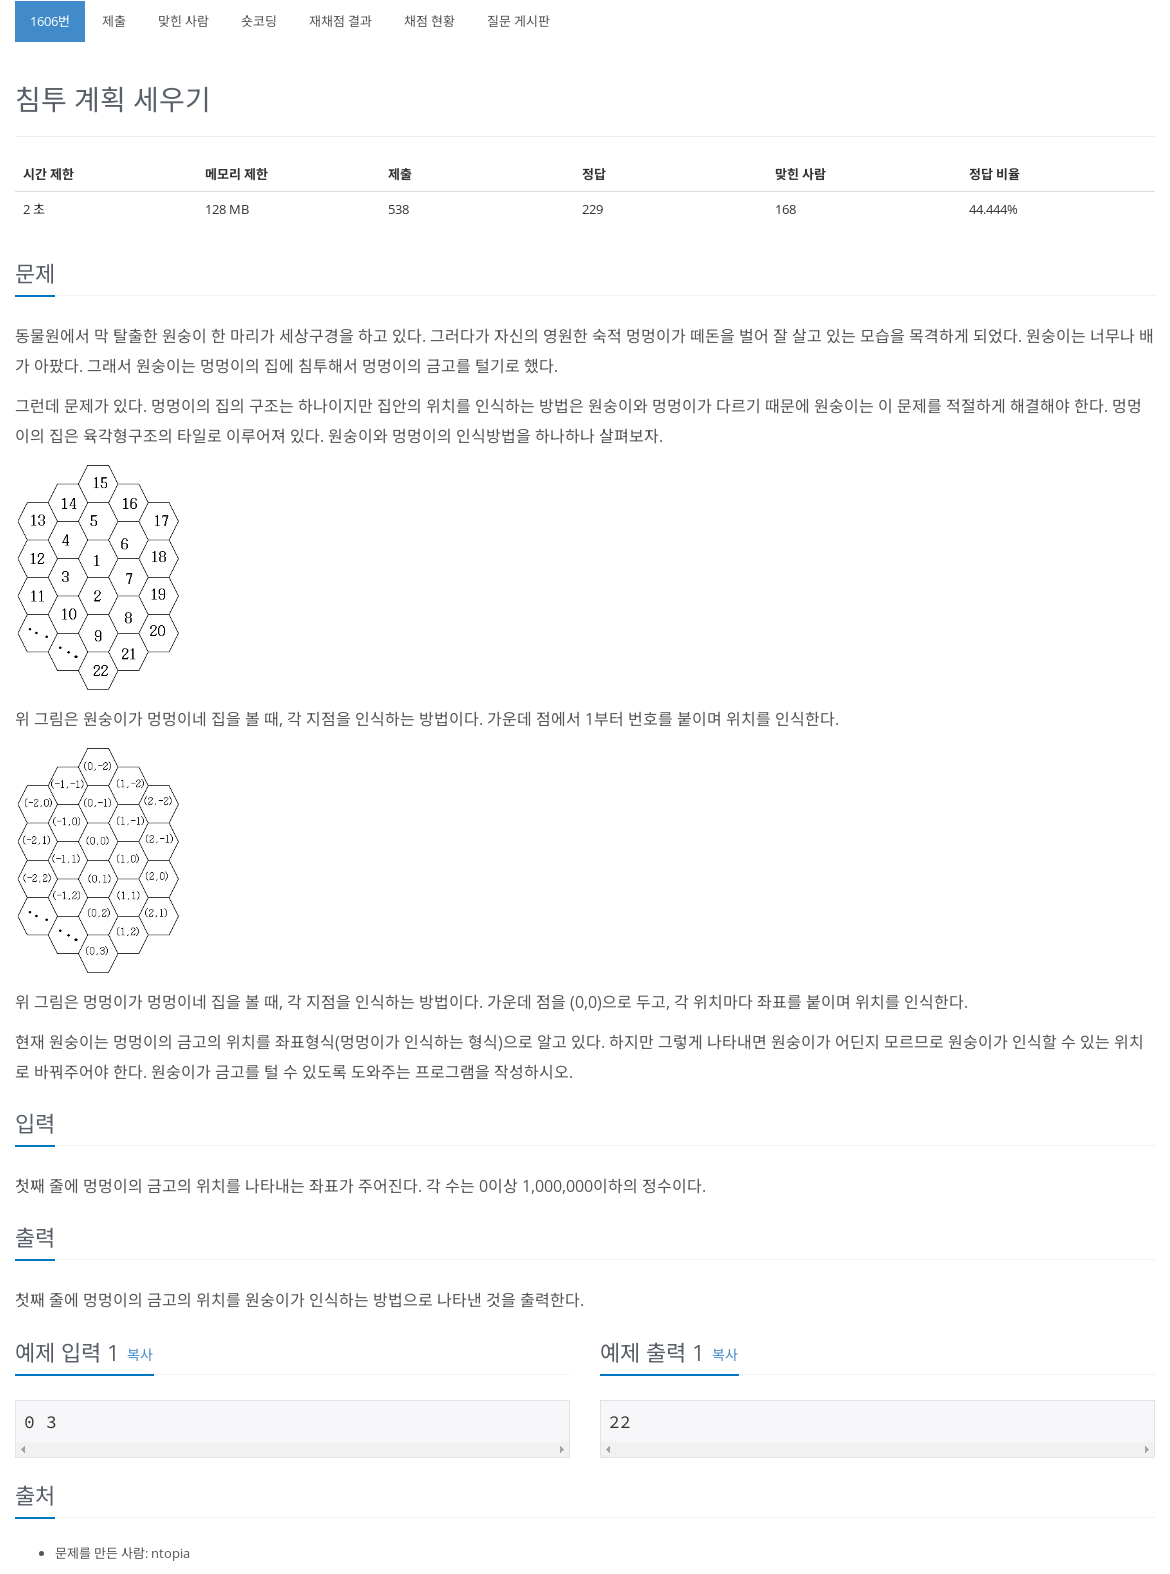 1606번 제출 맞힌 사람 숏코딩 재채점 결과 채점 현황 질문 게시판
침투 계획 세우기
시간 제한 메모리 제한 제출 정답 맞힌 사람 정답 비율
2 초 128 MB 538 229 168 44.444%
문제
동물원에서 막 탈출한 원숭이 한 마리가 세상구경을 하고 있다. 그러다가 자신의 영원한 숙적 멍멍이가 떼돈을 벌어 잘 살고 있는 모습을 목격하게 되었다. 원숭이는 너무나 배
가 아팠다. 그래서 원숭이는 멍멍이의 집에 침투해서 멍멍이의 금고를 털기로 했다.
그런데 문제가 있다. 멍멍이의 집의 구조는 하나이지만 집안의 위치를 인식하는 방법은 원숭이와 멍멍이가 다르기 때문에 원숭이는 이 문제를 적절하게 해결해야 한다. 멍멍
이의 집은 육각형구조의 타일로 이루어져 있다. 원숭이와 멍멍이의 인식방법을 하나하나 살펴보자.
15
14 16
13 5 17
4 6
12 1 18
3 7
11 2 19
10 8
9 20
21
22
위 그림은 원숭이가 멍멍이네 집을 볼 때, 각 지점을 인식하는 방법이다. 가운데 점에서 1부터 번호를 붙이며 위치를 인식한다.
(0,-2)
(-1,-1) (1,-2)
(-2,0) (0,-1) (2,-2)
(-1,0) (1,-1)
(-2,1) (0,0) (2,-1)
(-1,1) (1,0)
(-2,2) (0,1) (2,0)
(-1,2) (1,1)
(0,2) (2,1)
(1,2)
(0,3)
위 그림은 멍멍이가 멍멍이네 집을 볼 때, 각 지점을 인식하는 방법이다. 가운데 점을 (0,0)으로 두고, 각 위치마다 좌표를 붙이며 위치를 인식한다.
현재 원숭이는 멍멍이의 금고의 위치를 좌표형식(멍멍이가 인식하는 형식)으로 알고 있다. 하지만 그렇게 나타내면 원숭이가 어딘지 모르므로 원숭이가 인식할 수 있는 위치
로 바꿔주어야 한다. 원숭이가 금고를 털 수 있도록 도와주는 프로그램을 작성하시오.
입력
첫째 줄에 멍멍이의 금고의 위치를 나타내는 좌표가 주어진다. 각 수는 0이상 1,000,000이하의 정수이다.
출력
첫째 줄에 멍멍이의 금고의 위치를 원숭이가 인식하는 방법으로 나타낸 것을 출력한다.
예제 입력 1 복사
0 3
예제 출력 1 복사
22
출처
문제를 만든 사람: ntopia